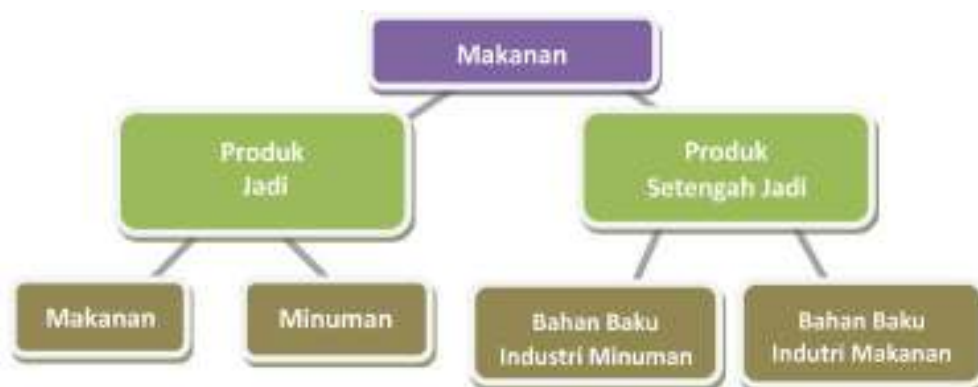 Makanan
Produk
Jadi
Produk
Setengah Jadi
Makanan
Minuman
Bahan Baku
Industri Minuman
Bahan Baku
Indutri Makanan